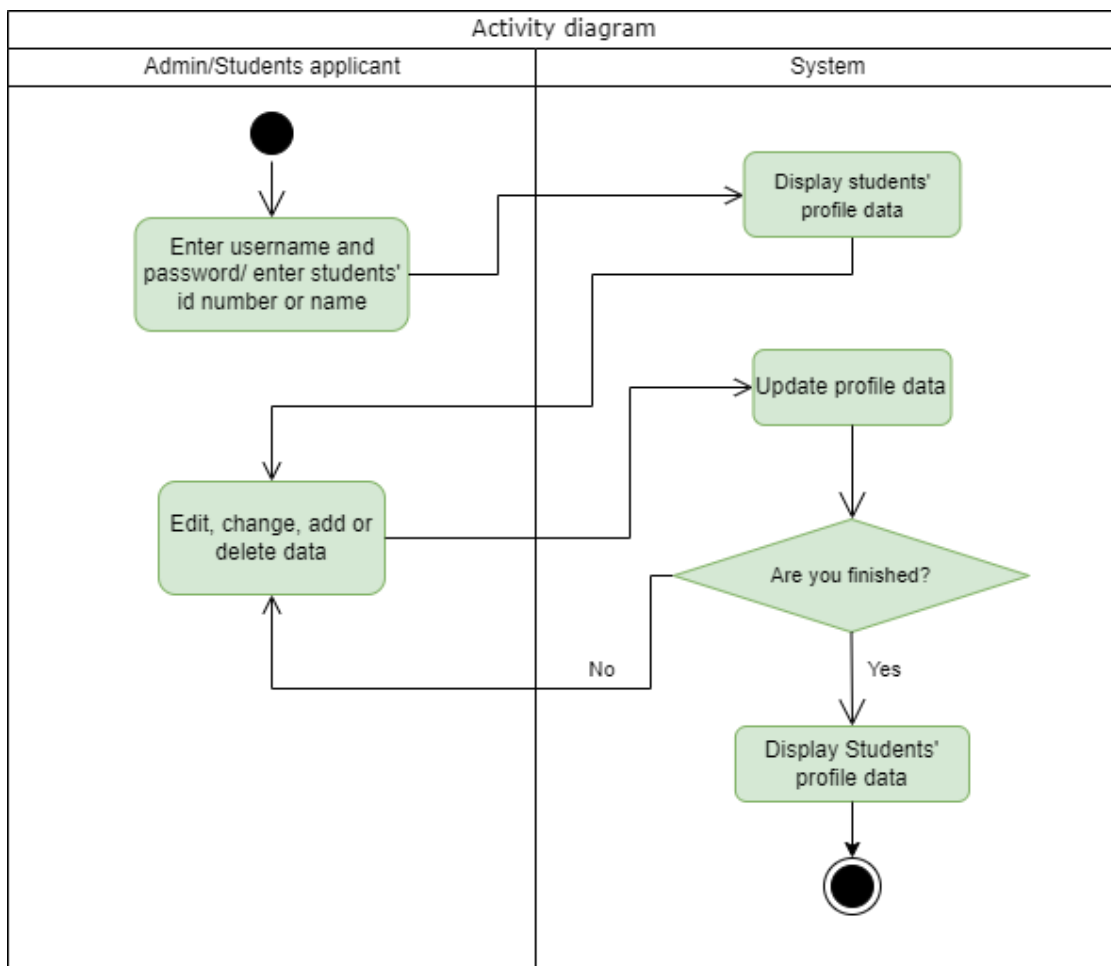 Activity diagram
Admin/Students applicant
System
Display students'
profile data
Enter username and
password/ enter students'
id number or name
Update profile data
Edit, change, add or
delete data
Are you finished?
No
Yes
Display Students'
profile data